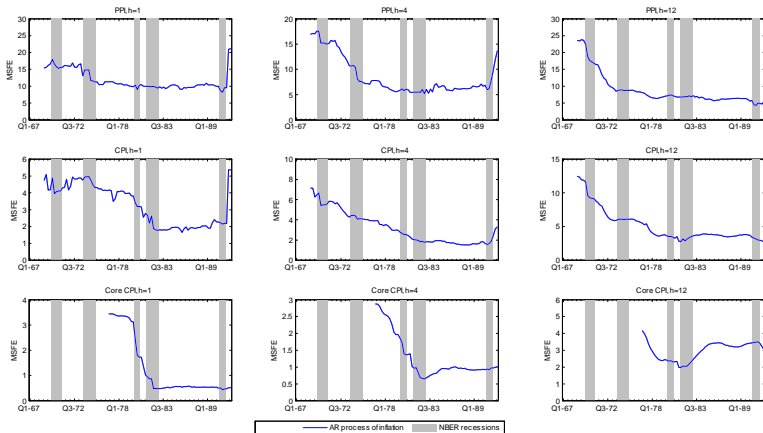 PPI,h=1
PPI,h=4
PPI,h=12
MSFE
30
25
20
15
10
5
0
Q1-67 Q3-72 Q1-78 Q3-83 Q1-89
MSFE
20
15
10
5
0
Q1-67 Q3-72 Q1-78 Q3-83 Q1-89
MSFE
30
25
20
15
10
5
0
Q1-67 Q3-72 Q1-78 Q3-83 Q1-89
CPI,h=1
CPI,h=4
CPI,h=12
MSFE
6
5
4
3
2
1
0
Q1-67 Q3-72 Q1-78 Q3-83 Q1-89
MSFE
10
8
6
4
2
0
Q1-67 Q3-72 Q1-78 Q3-83 Q1-89
MSFE
15
10
5
0
Q1-67 Q3-72 Q1-78 Q3-83 Q1-89
Core CPI,h=1
Core CPI,h=4
Core CPI,h=12
MSFE
4
3
2
1
0
Q1-67 Q3-72 Q1-78 Q3-83 Q1-89
MSFE
3
2.5
2
1.5
1
0.5
0
Q1-67 Q3-72 Q1-78 Q3-83 Q1-89
MSFE
6
5
4
3
2
1
0
Q1-67 Q3-72 Q1-78 Q3-83 Q1-89
AR process of inflation NBER recessions